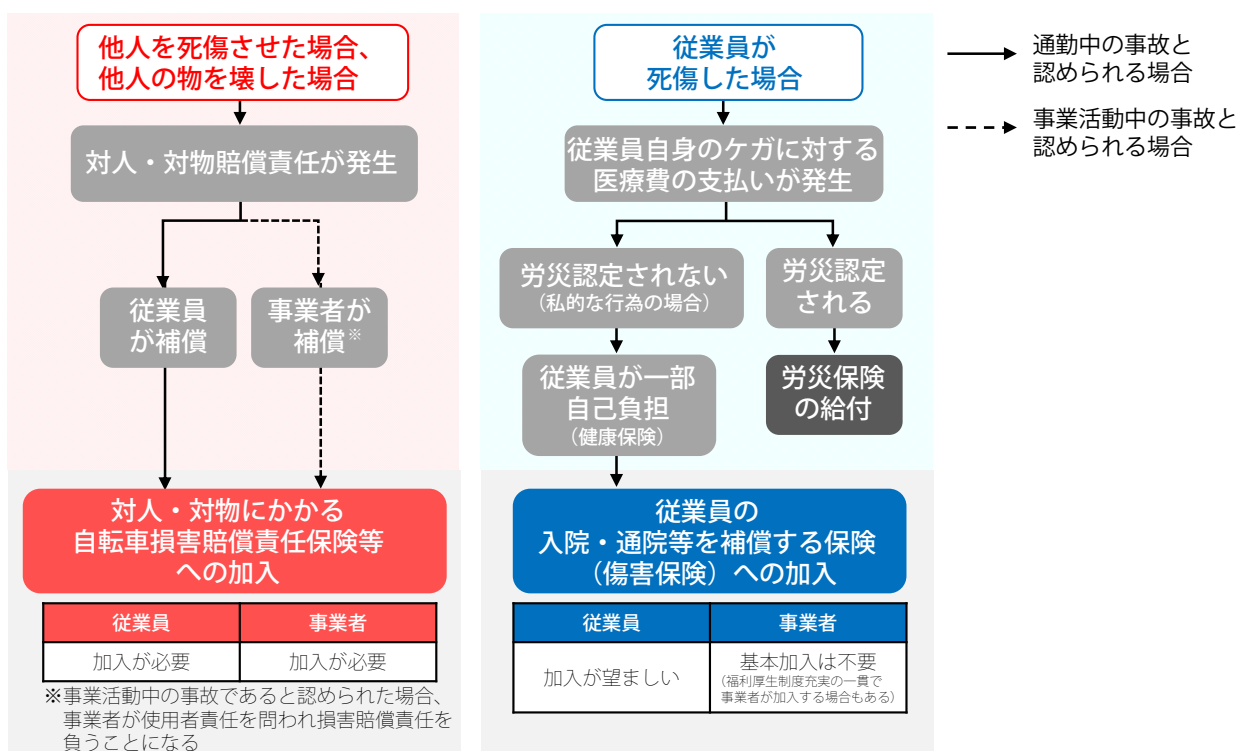 他人を死傷させた場合、
他人の物を壊した場合
対人・対物賠償責任が発生
従業員
が補償
事業者が
補償※
対人・対物にかかる
自転車損害賠償責任保険等
への加入
従業員
事業者
加入が必要
加入が必要
※事業活動中の事故であると認められた場合、
事業者が使用者責任を問われ損害賠償責任を
負うことになる
従業員が
死傷した場合
従業員自身のケガに対する
医療費の支払いが発生
労災認定されない
（私的な行為の場合）
労災認定
される
従業員が一部
自己負担
（健康保険）
労災保険
の給付
従業員の
入院・通院等を補償する保険
（傷害保険）への加入
従業員
事業者
加入が望ましい
基本加入は不要
（福利厚生制度充実の一貫で
事業者が加入する場合もある）
通勤中の事故と
認められる場合
事業活動中の事故と
認められる場合